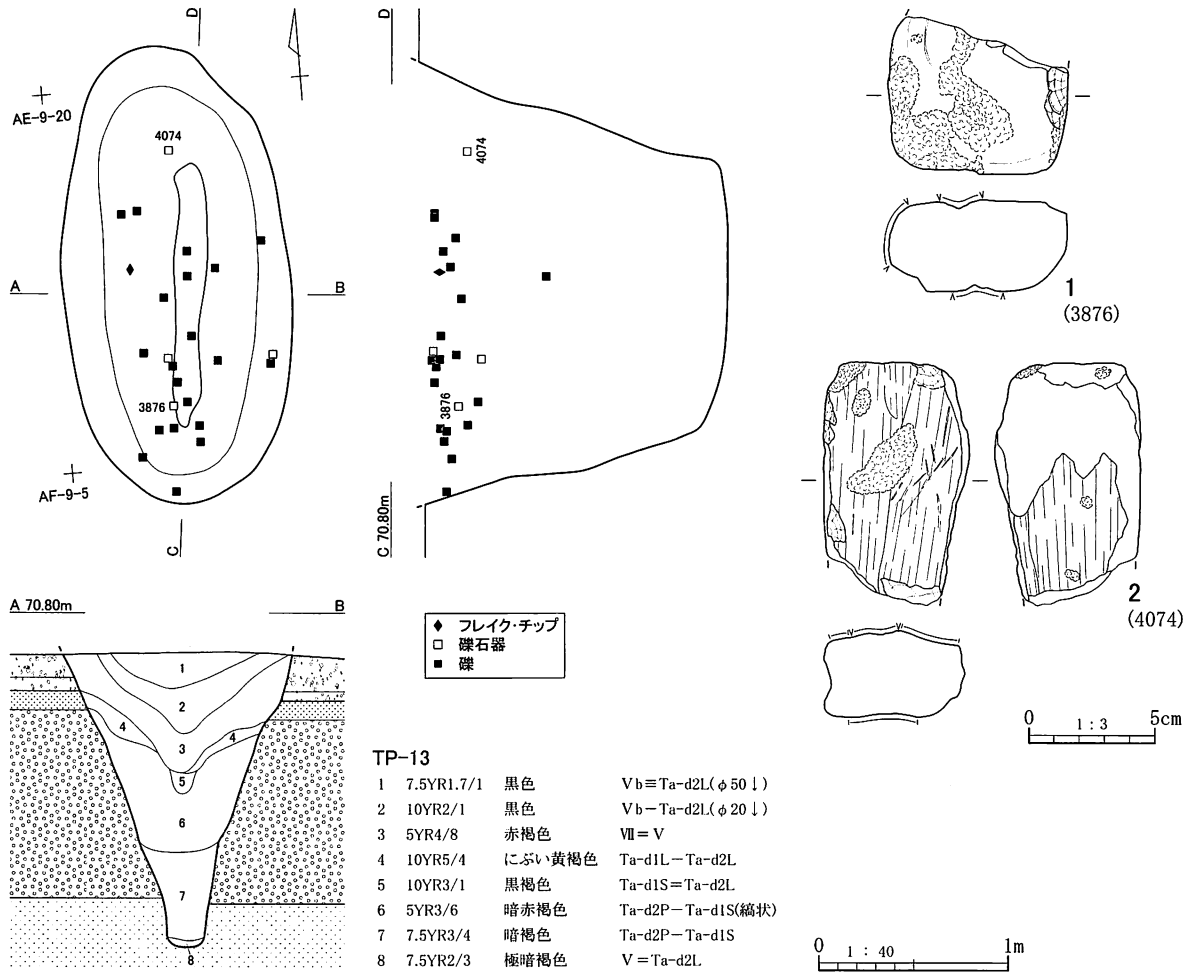 D
D
AE-9-20
4074
4074
A
B
3876
3876
AF-9-5
C
C 70.80m
1
(3876)
2
(4074)
0 1：3 5cm
A 70.80m
B
◆ フレイク・チップ
□ 礫石器
■ 礫
1
2
4
4
3
5
6
7
8
TP-13
1 7.5YR1.7/1 黒色 Ⅴb≡Ta-d2L(φ50↓)
2 10YR2/1 黒色 Ⅴb－Ta-d2L(φ20↓)
3 5YR4/8 赤褐色 Ⅶ＝Ⅴ
4 10YR5/4 にぶい黄褐色 Ta-d1L－Ta-d2L
5 10YR3/1 黒褐色 Ta-d1S＝Ta-d2L
6 5YR3/6 暗赤褐色 Ta-d2P－Ta-d1S(縞状)
7 7.5YR3/4 暗褐色 Ta-d2P－Ta-d1S
8 7.5YR2/3 極暗褐色 Ⅴ＝Ta-d2L
0 1：40 1m